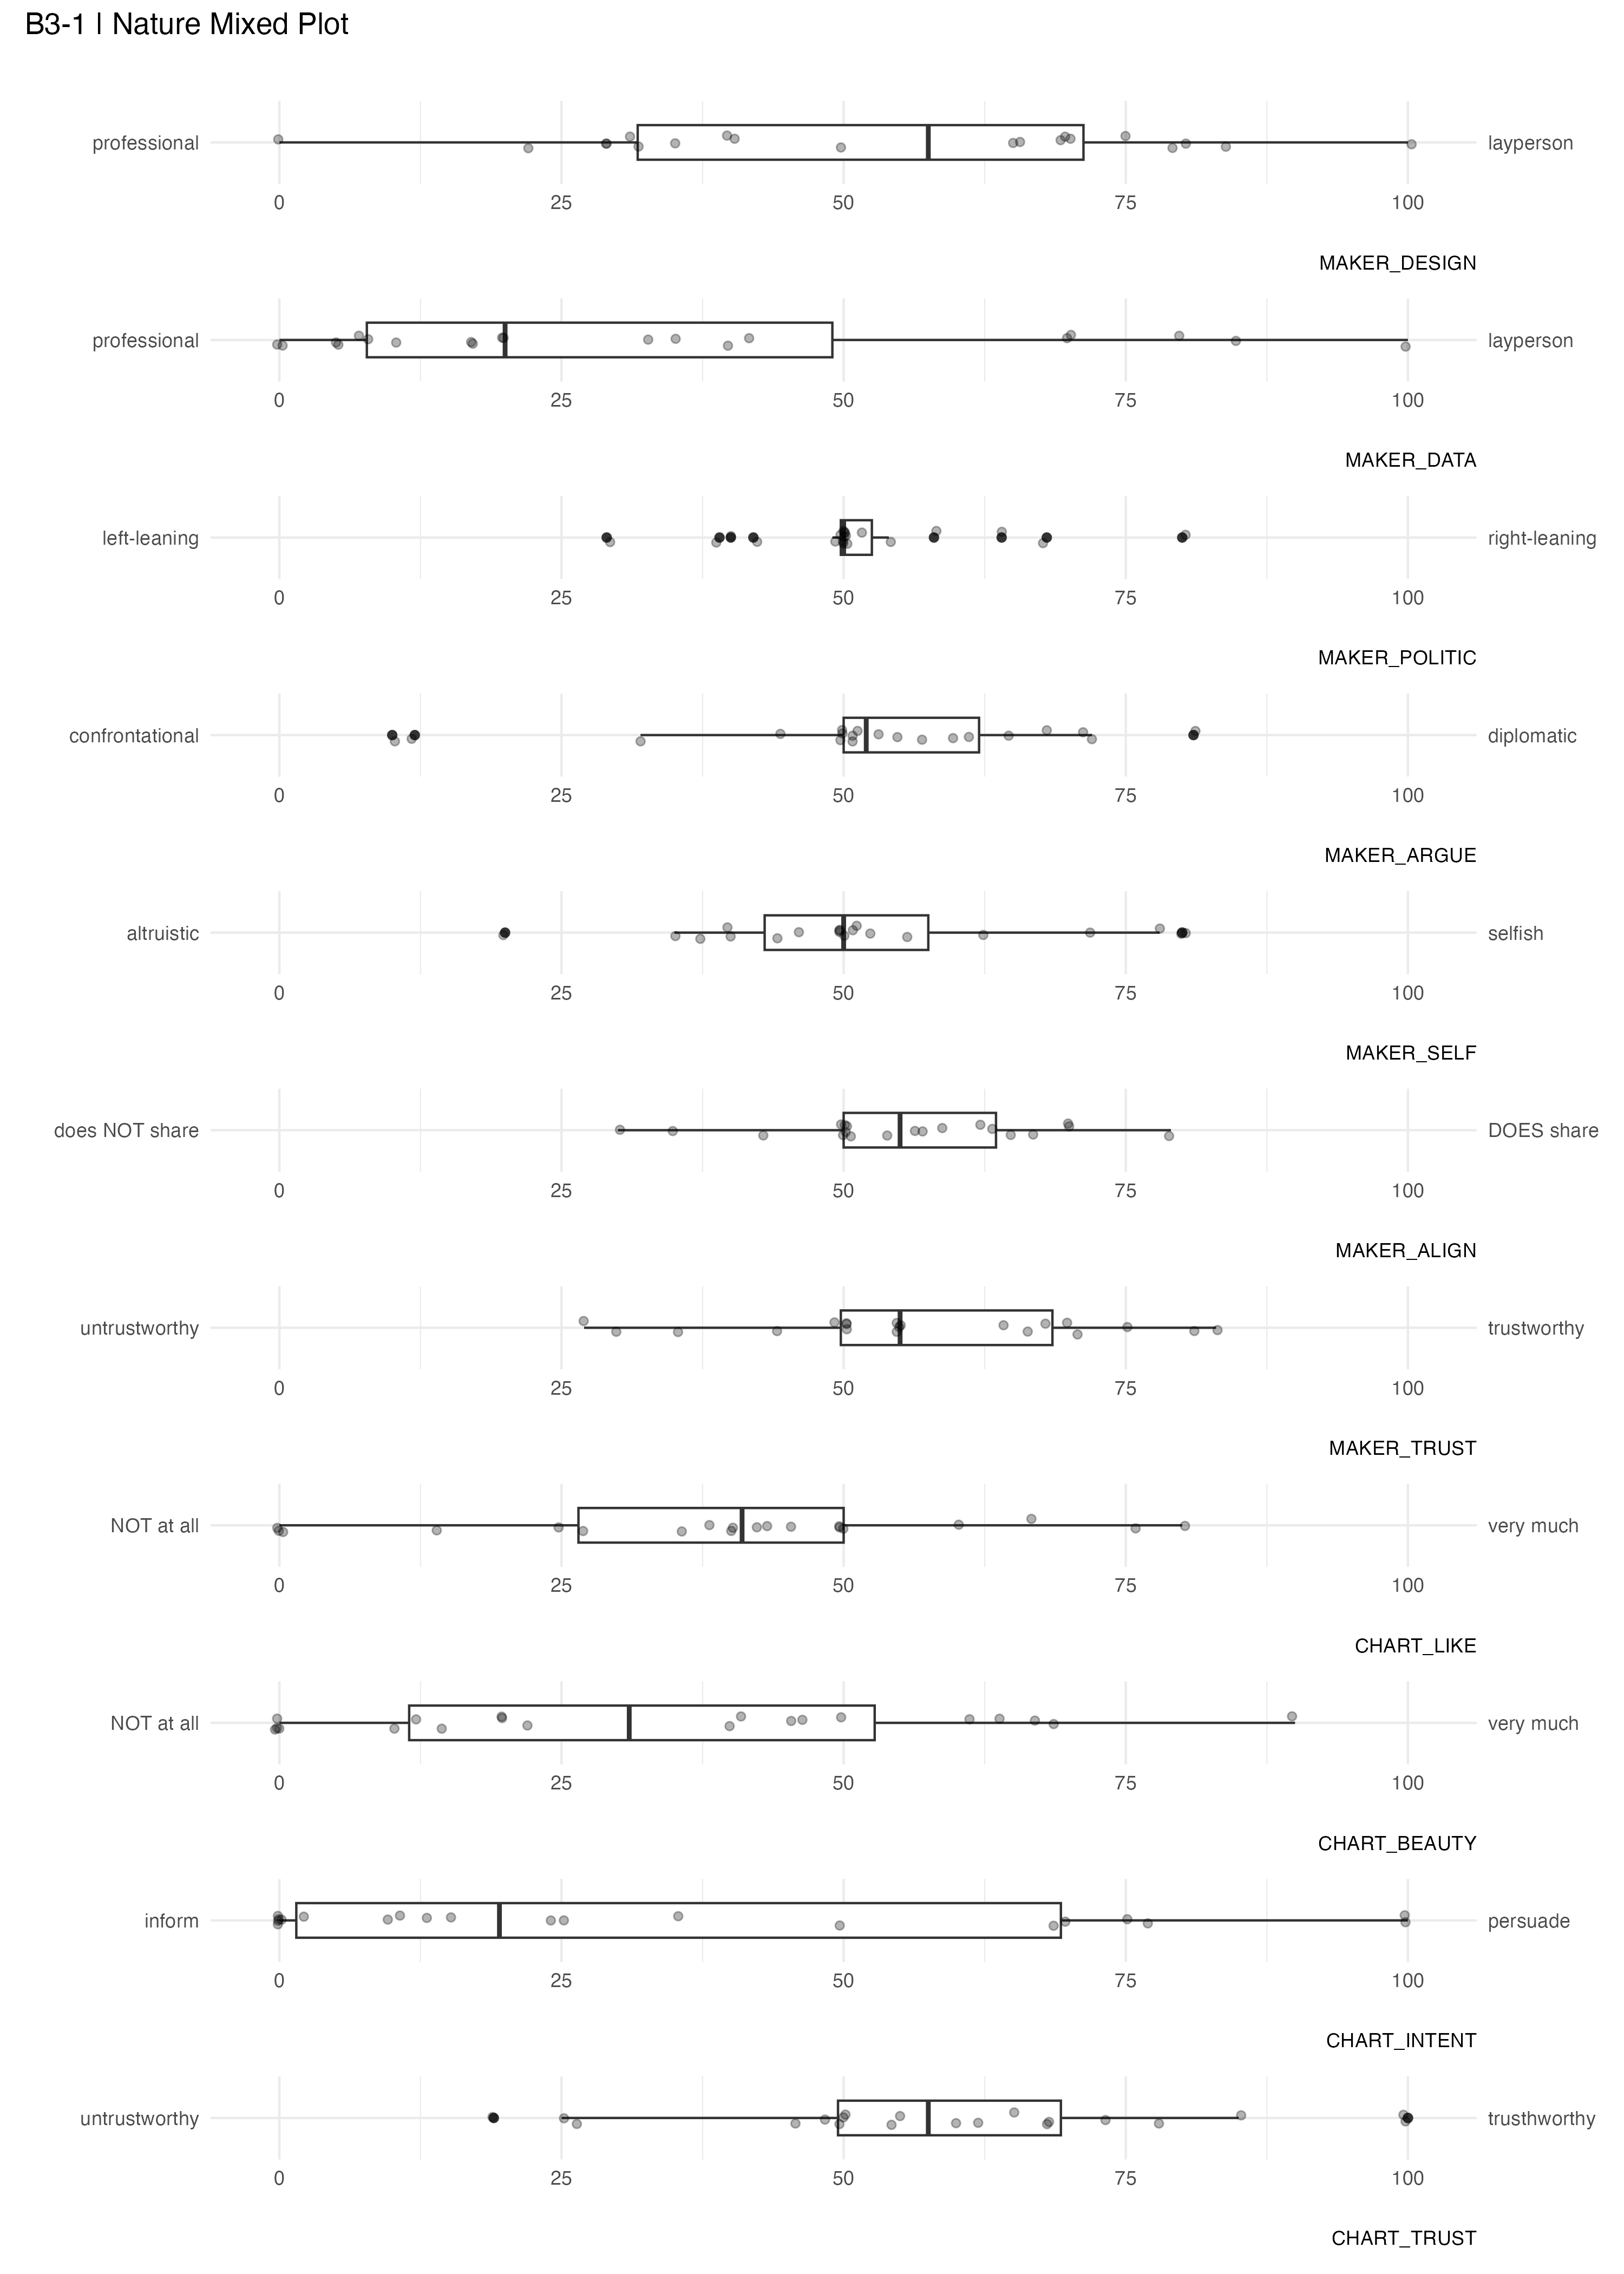 B3-1 | Nature Mixed Plot
professional layperson
0 25 50 75 100
MAKER_DESIGN
professional layperson
0 25 50 75 100
MAKER_DATA
left-leaning right-leaning
0 25 50 75 100
MAKER_POLITIC
confrontational diplomatic
0 25 50 75 100
MAKER_ARGUE
altruistic selfish
0 25 50 75 100
MAKER_SELF
does NOT share DOES share
0 25 50 75 100
MAKER_ALIGN
untrustworthy trustworthy
0 25 50 75 100
MAKER_TRUST
NOT at all very much
0 25 50 75 100
CHART_LIKE
NOT at all very much
0 25 50 75 100
CHART_BEAUTY
inform persuade
0 25 50 75 100
CHART_INTENT
untrustworthy trusthworthy
0 25 50 75 100
CHART_TRUST